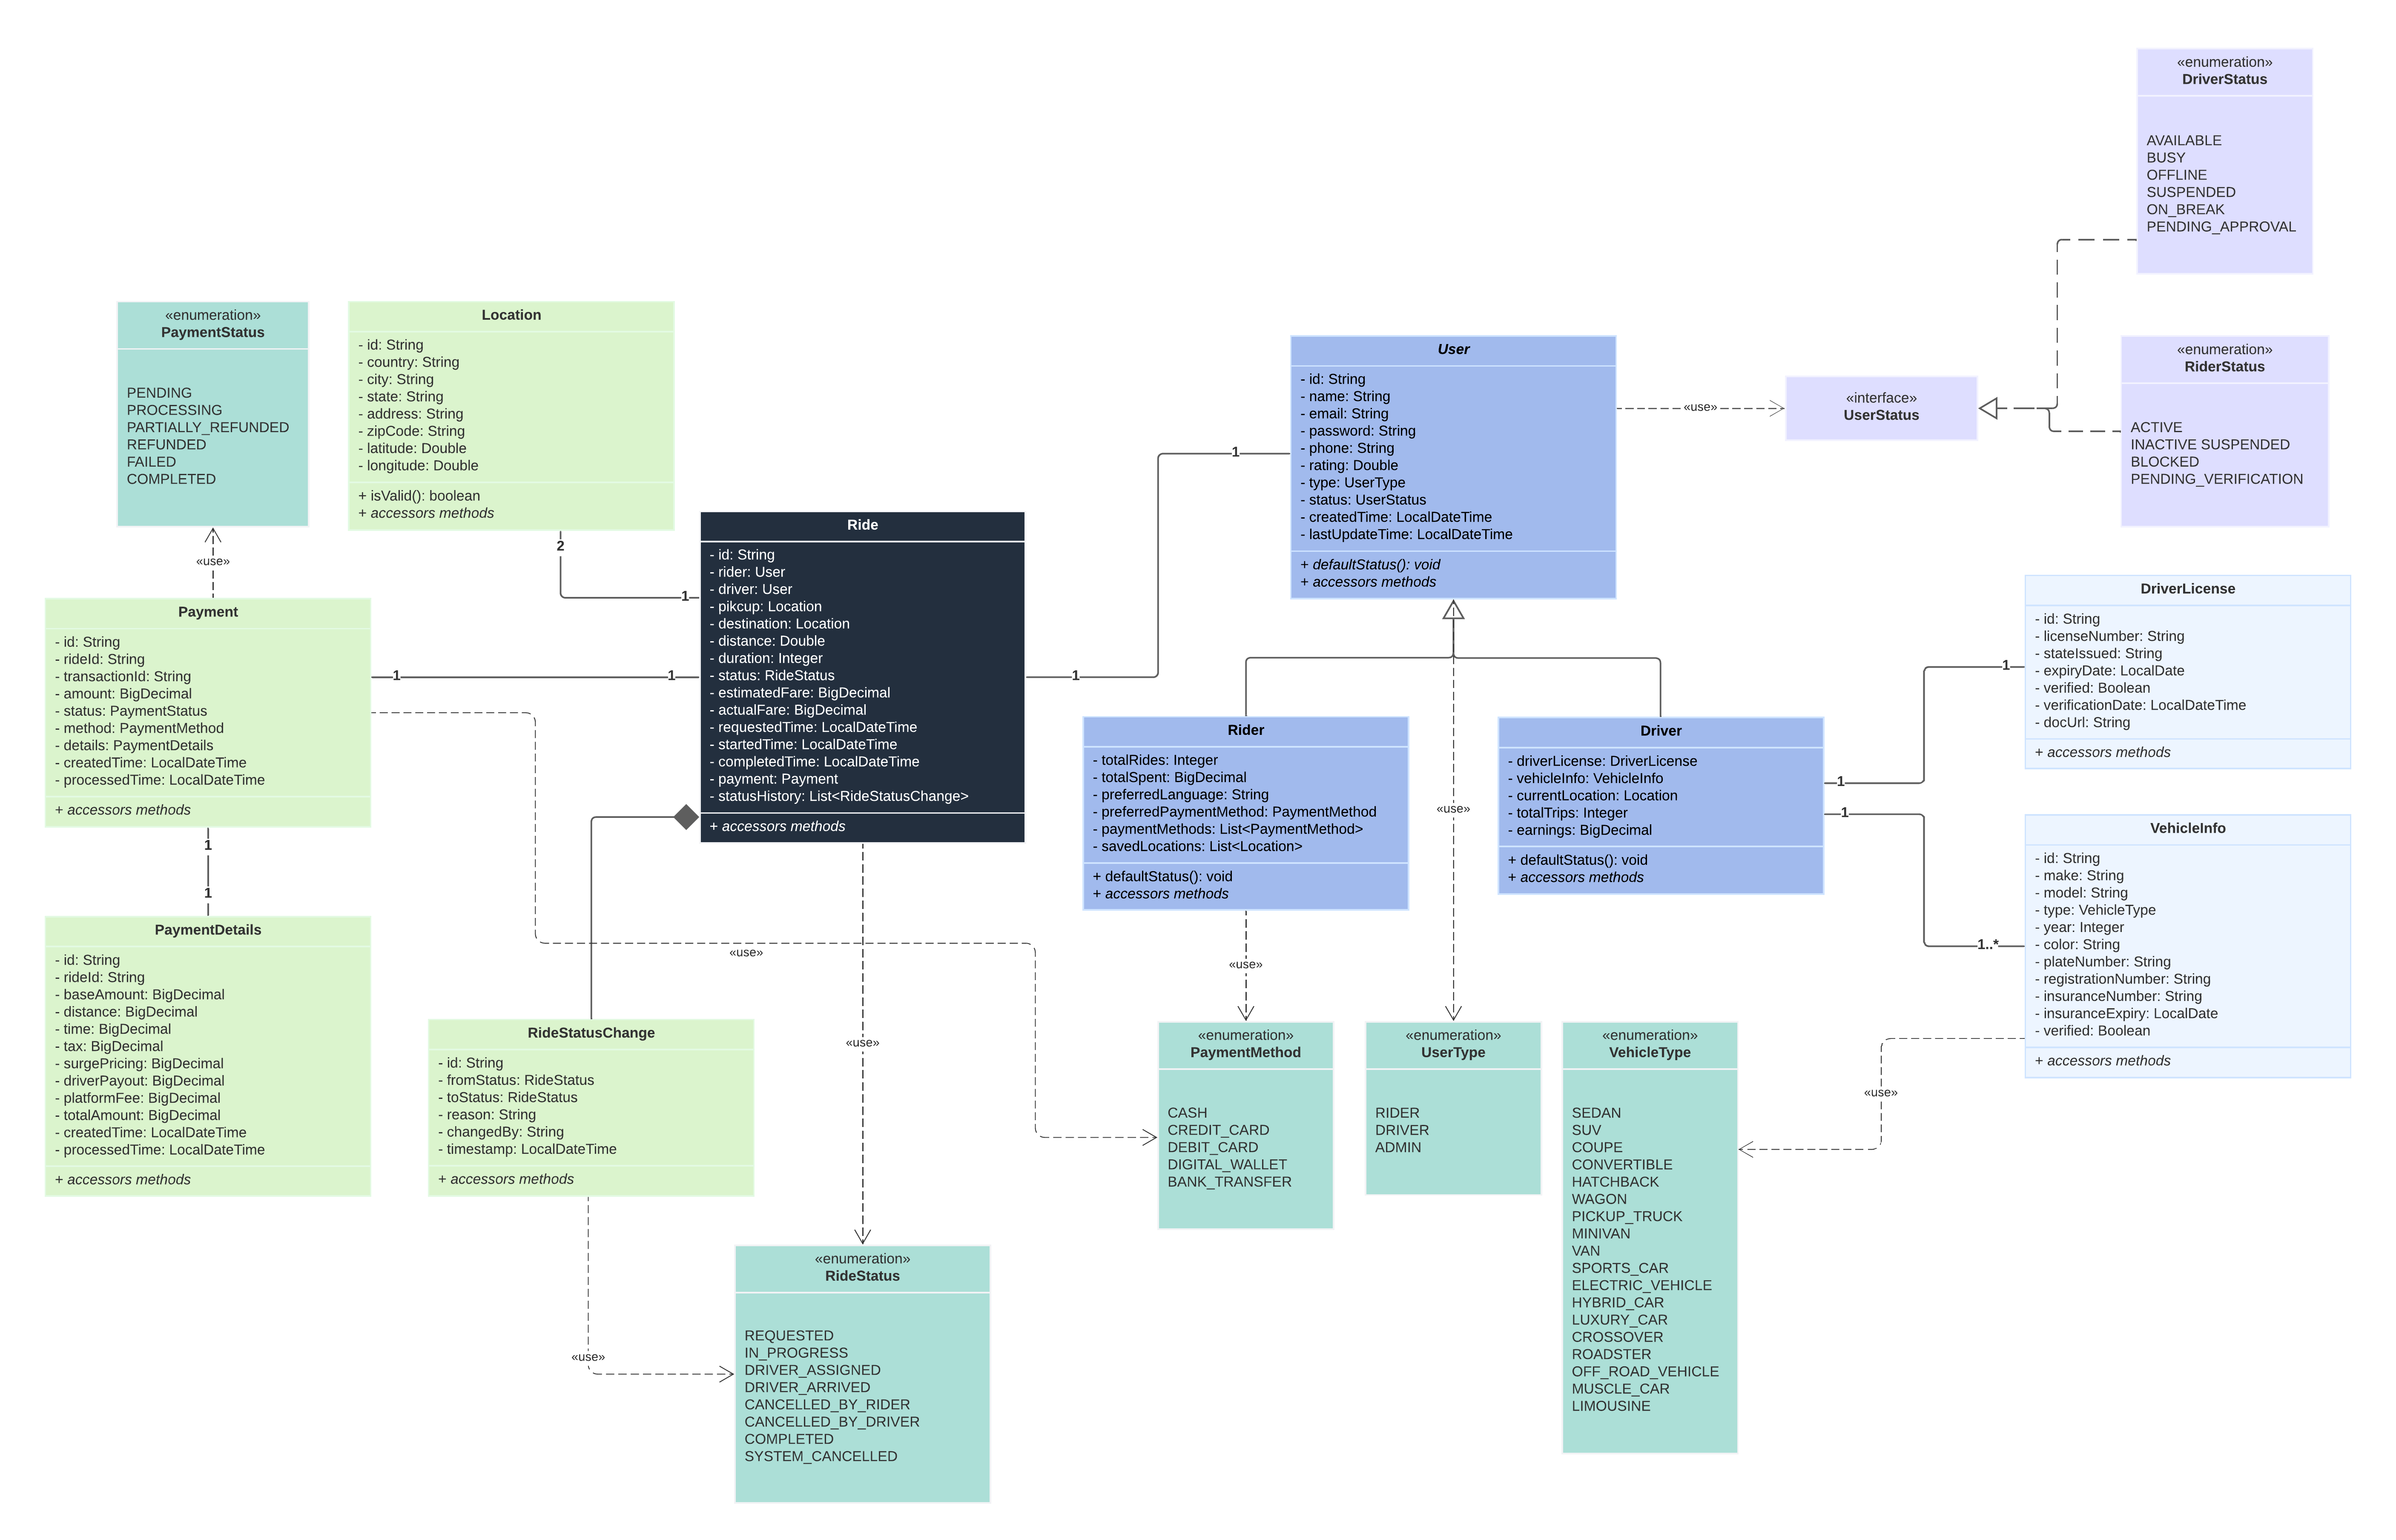 «enumeration»
DriverStatus
AVAILABLE
BUSY
OFFLINE
SUSPENDED
ON_BREAK
PENDING_APPROVAL
«enumeration»
PaymentStatus
PENDING
PROCESSING
PARTIALLY_REFUNDED
REFUNDED
FAILED
COMPLETED
Location
- id: String
- country: String
- city: String
- state: String
- address: String
- zipCode: String
- latitude: Double
- longitude: Double
+ isValid(): boolean
+ accessors methods
User
- id: String
- name: String
- email: String
- password: String
- phone: String
- rating: Double
- type: UserType
- status: UserStatus
- createdTime: LocalDateTime
- lastUpdateTime: LocalDateTime
+ defaultStatus(): void
+ accessors methods
«use»
«interface»
UserStatus
«enumeration»
RiderStatus
ACTIVE
INACTIVE SUSPENDED
BLOCKED
PENDING_VERIFICATION
1
2
1
«use»
Ride
- id: String
- rider: User
- driver: User
- pikcup: Location
- destination: Location
- distance: Double
- duration: Integer
- status: RideStatus
- estimatedFare: BigDecimal
- actualFare: BigDecimal
- requestedTime: LocalDateTime
- startedTime: LocalDateTime
- completedTime: LocalDateTime
- payment: Payment
- statusHistory: List<RideStatusChange>
+ accessors methods
Payment
- id: String
- rideId: String
- transactionId: String
- amount: BigDecimal
- status: PaymentStatus
- method: PaymentMethod
- details: PaymentDetails
- createdTime: LocalDateTime
- processedTime: LocalDateTime
+ accessors methods
1
1
1
DriverLicense
- id: String
- licenseNumber: String
- stateIssued: String
- expiryDate: LocalDate
- verified: Boolean
- verificationDate: LocalDateTime
- docUrl: String
+ accessors methods
1
1
Rider
- totalRides: Integer
- totalSpent: BigDecimal
- preferredLanguage: String
- preferredPaymentMethod: PaymentMethod
- paymentMethods: List<PaymentMethod>
- savedLocations: List<Location>
+ defaultStatus(): void
+ accessors methods
«use»
Driver
- driverLicense: DriverLicense
- vehicleInfo: VehicleInfo
- currentLocation: Location
- totalTrips: Integer
- earnings: BigDecimal
+ defaultStatus(): void
+ accessors methods
1
1..*
VehicleInfo
- id: String
- make: String
- model: String
- type: VehicleType
- year: Integer
- color: String
- plateNumber: String
- registrationNumber: String
- insuranceNumber: String
- insuranceExpiry: LocalDate
- verified: Boolean
+ accessors methods
1
1
PaymentDetails
- id: String
- rideId: String
- baseAmount: BigDecimal
- distance: BigDecimal
- time: BigDecimal
- tax: BigDecimal
- surgePricing: BigDecimal
- driverPayout: BigDecimal
- platformFee: BigDecimal
- totalAmount: BigDecimal
- createdTime: LocalDateTime
- processedTime: LocalDateTime
+ accessors methods
«use»
«use»
«use»
«use»
RideStatusChange
- id: String
- fromStatus: RideStatus
- toStatus: RideStatus
- reason: String
- changedBy: String
- timestamp: LocalDateTime
+ accessors methods
«enumeration»
PaymentMethod
CASH
CREDIT_CARD
DEBIT_CARD
DIGITAL_WALLET
BANK_TRANSFER
«enumeration»
UserType
RIDER
DRIVER
ADMIN
«enumeration»
VehicleType
SEDAN
SUV
COUPE
CONVERTIBLE
HATCHBACK
WAGON
PICKUP_TRUCK
MINIVAN
VAN
SPORTS_CAR
ELECTRIC_VEHICLE
HYBRID_CAR
LUXURY_CAR
CROSSOVER
ROADSTER
OFF_ROAD_VEHICLE
MUSCLE_CAR
LIMOUSINE
«use»
«enumeration»
RideStatus
REQUESTED
IN_PROGRESS
DRIVER_ASSIGNED
DRIVER_ARRIVED
CANCELLED_BY_RIDER
CANCELLED_BY_DRIVER
COMPLETED
SYSTEM_CANCELLED